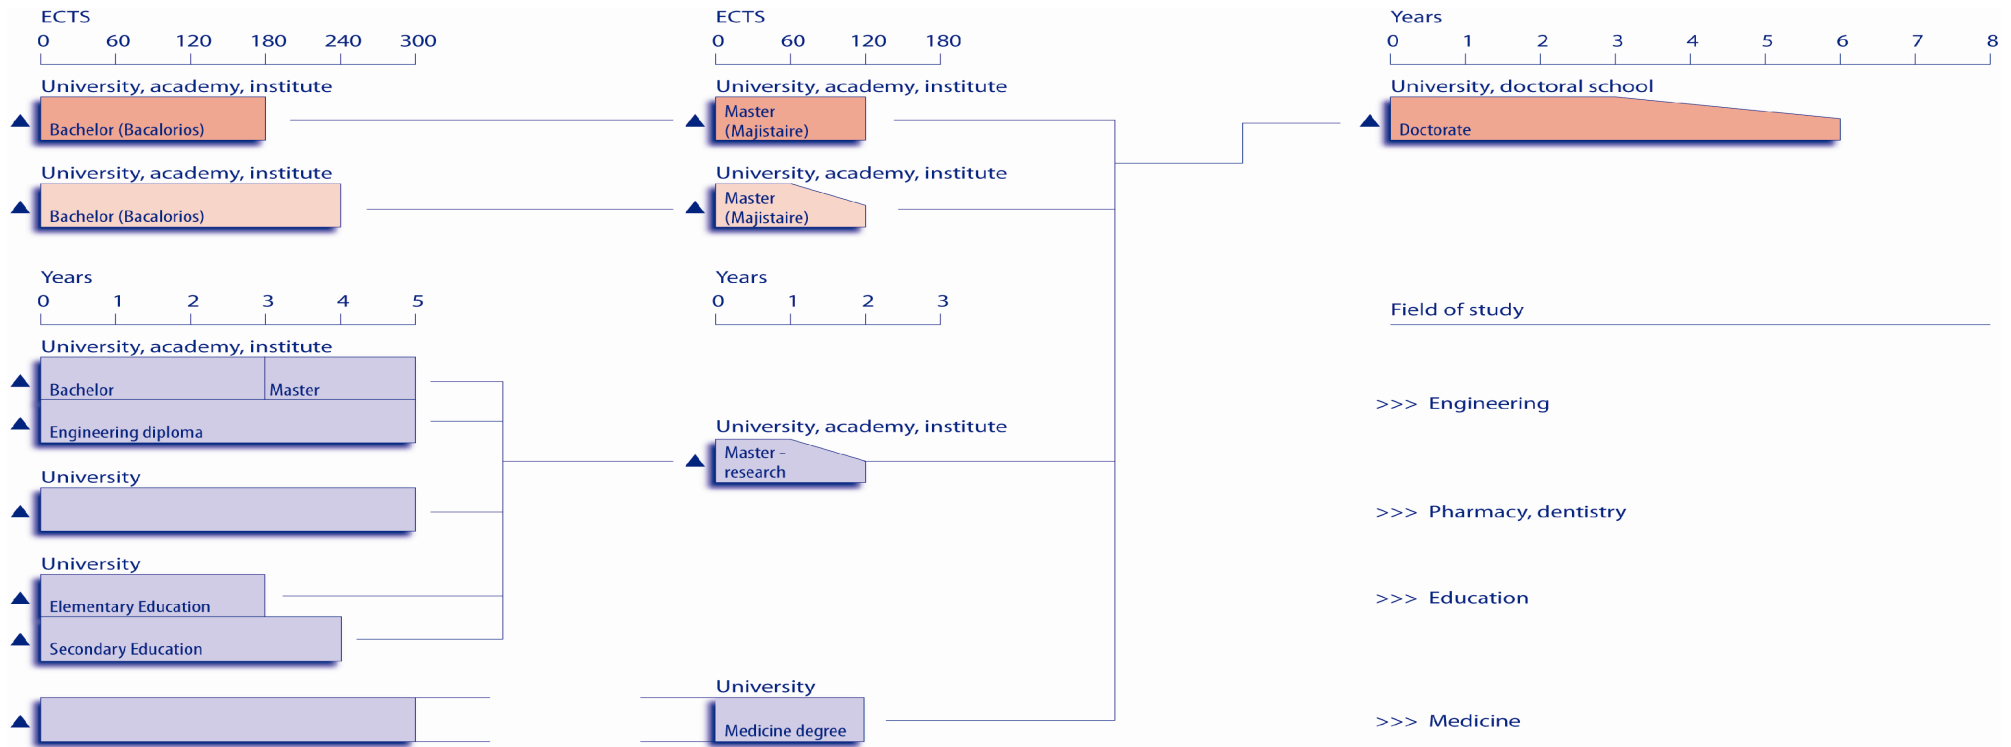 ECTS
0 60 120 180 240 300
University, academy, institute
Bachelor (Bacalorios)
University, academy, institute
Bachelor (Bacalorios)
ECTS
0 60 120 180
University, academy, institute
Master
(Majistaire)
University, academy, institute
Master
(Majistaire)
Years
0 1 2 3 4 5 6 7 8
University, doctoral school
Doctorate
Years
0 1 2 3 4 5
University, academy, institute
Bachelor Master
Engineering diploma
University
University
Elementary Education
Secondary Education
Years
0 1 2 3
University, academy, institute
Master -
research
University
Medicine degree
Field of study
>>> Engineering
>>> Pharmacy, dentistry
>>> Education
>>> Medicine